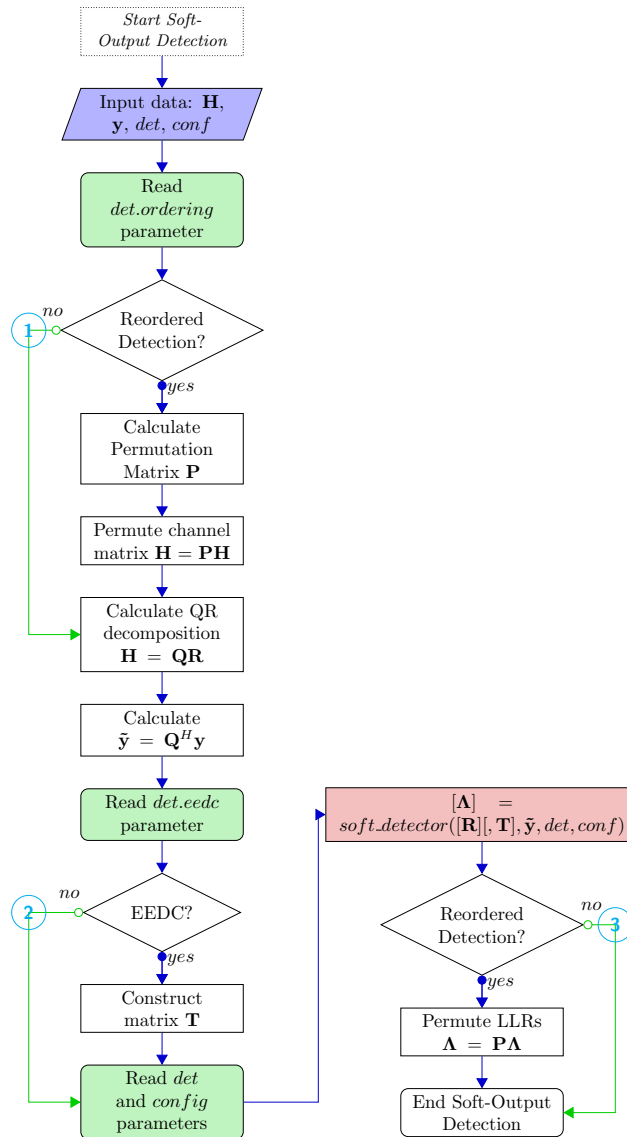 Start Soft-
Output Detection
Input data: H,
y, det, conf
Read
det.ordering
parameter
no
1
Reordered
Detection?
yes
Calculate
Permutation
Matrix P
Permute channel
matrix H = PH
Calculate QR
decomposition
H = QR
Calculate
ỹ = Q^H y
Read det.eedc
parameter
no
2
EEDC?
yes
Construct
matrix T
Read det
and config
parameters
[Λ] =
soft_detector([R][, T], ỹ, det, conf)
Reordered
Detection?
no
3
yes
Permute LLRs
Λ = PΛ
End Soft-Output
Detection